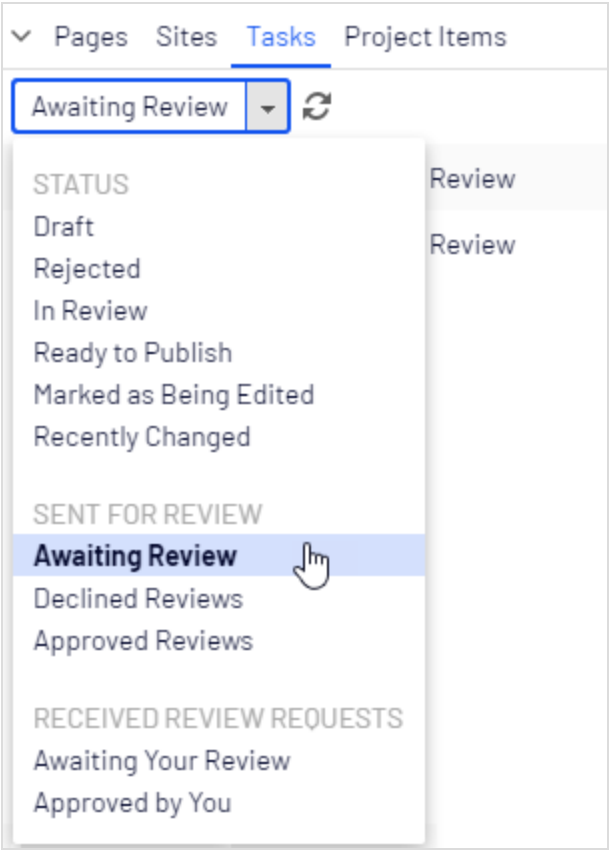 Pages Sites Tasks Project Items
Awaiting Review
STATUS
Review
Draft
Review
Rejected
In Review
Ready to Publish
Marked as Being Edited
Recently Changed
SENT FOR REVIEW
Awaiting Review
Declined Reviews
Approved Reviews
RECEIVED REVIEW REQUESTS
Awaiting Your Review
Approved by You